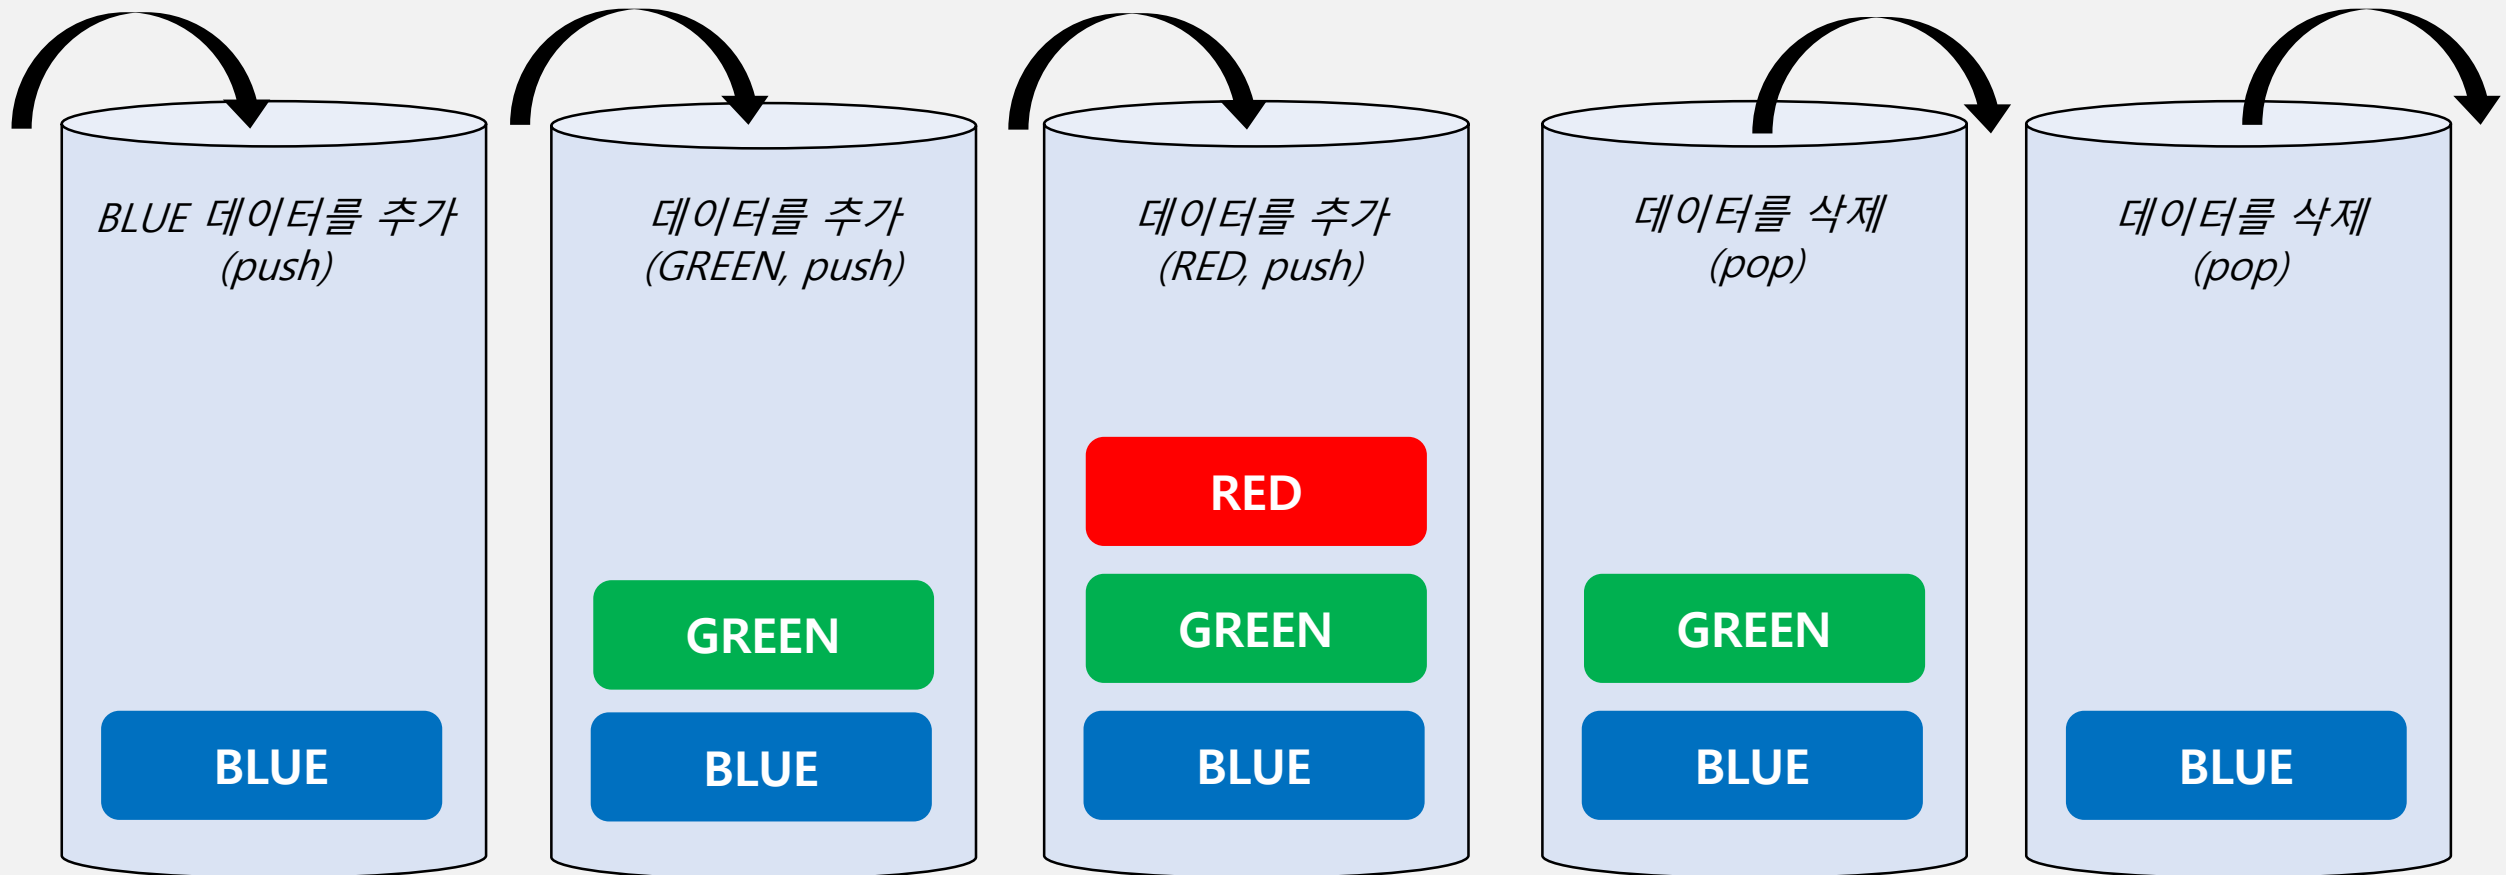 BLUE 데이터를 추가
(push)
BLUE
데이터를 추가
(GREEN, push)
GREEN
BLUE
데이터를 추가
(RED, push)
RED
GREEN
BLUE
데이터를 삭제
(pop)
GREEN
BLUE
데이터를 삭제
(pop)
BLUE